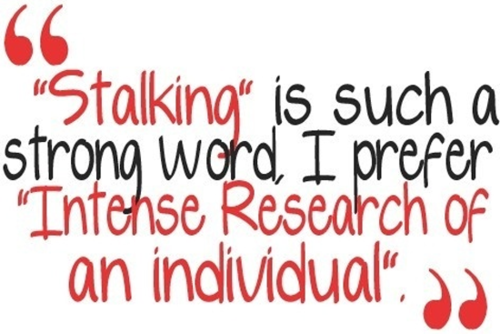 “Stalking“ is such a
strong word, I prefer
“Intense Research of
an individual“.